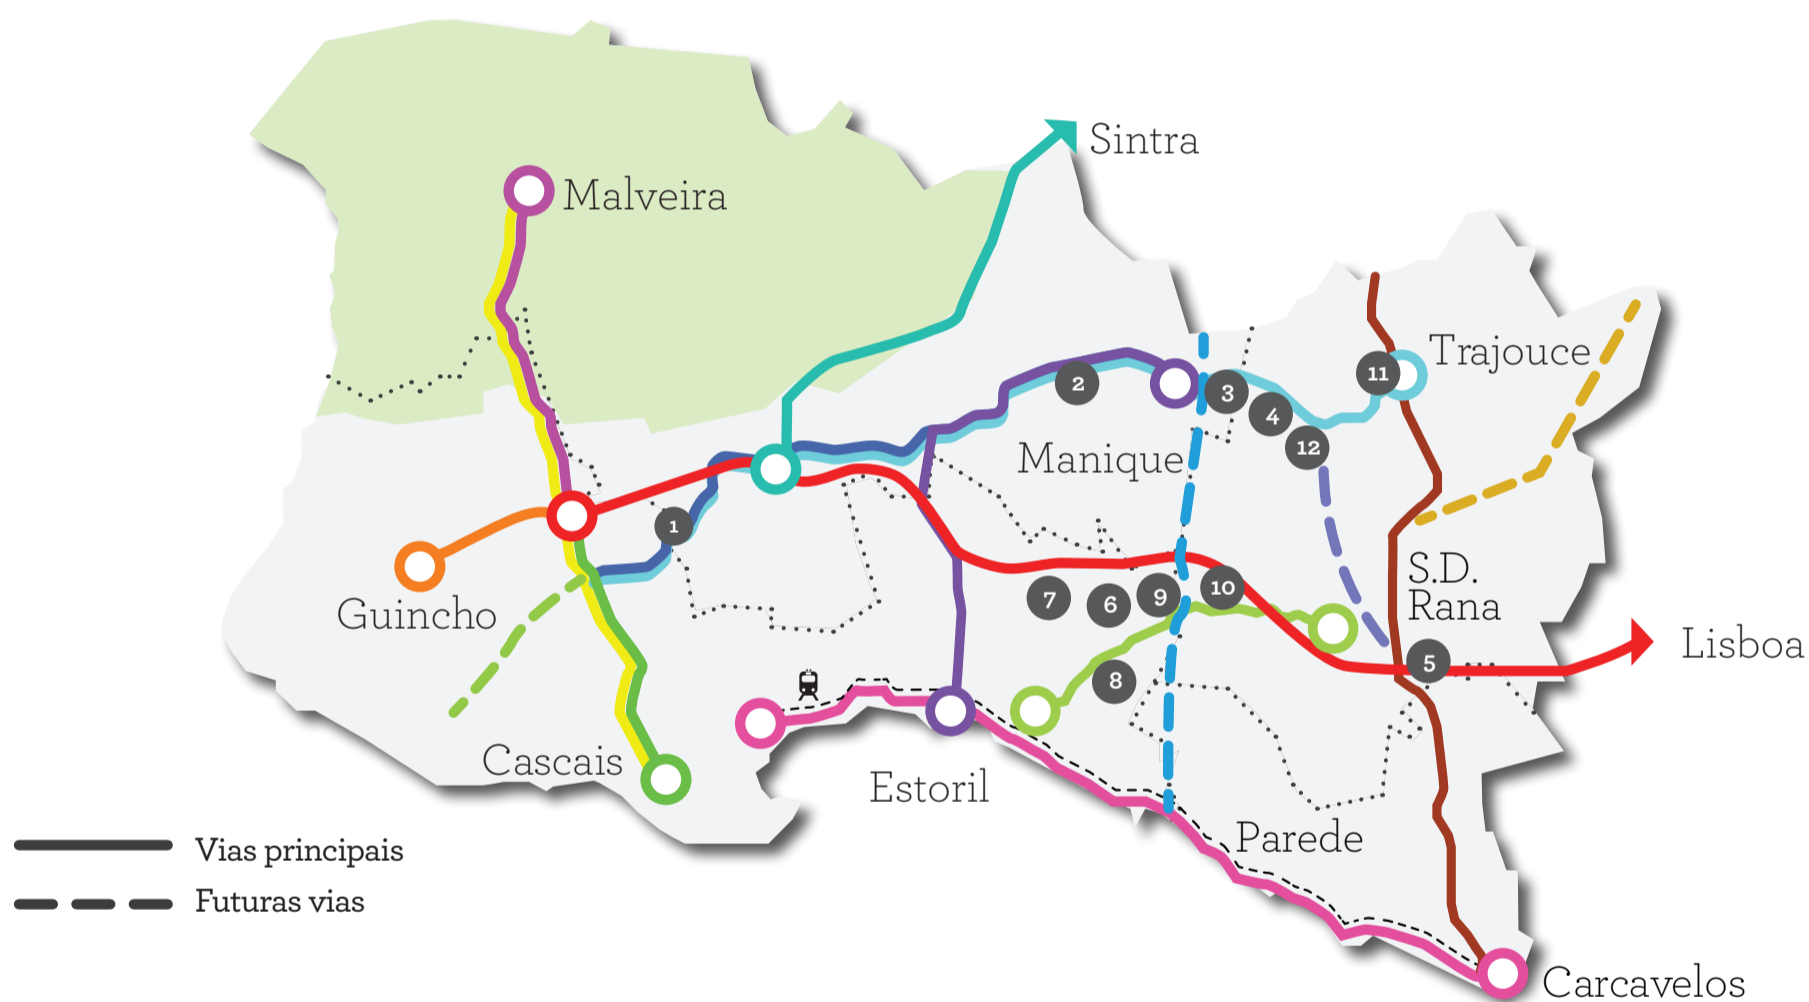 Sintra
Malveira
Trajouce
2
3
11
4
12
Manique
1
S.D.
Rana
Guincho
7
6
9
10
Lisboa
5
8
Cascais
Estoril
Parede
Vias principais
Futuras vias
Carcavelos